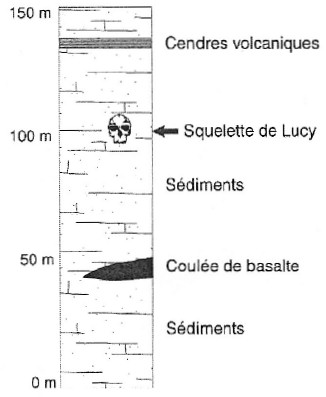 150 m
Cendres volcaniques
100 m
Squelette de Lucy
Sédiments
50 m
Coulée de basalte
Sédiments
0 m